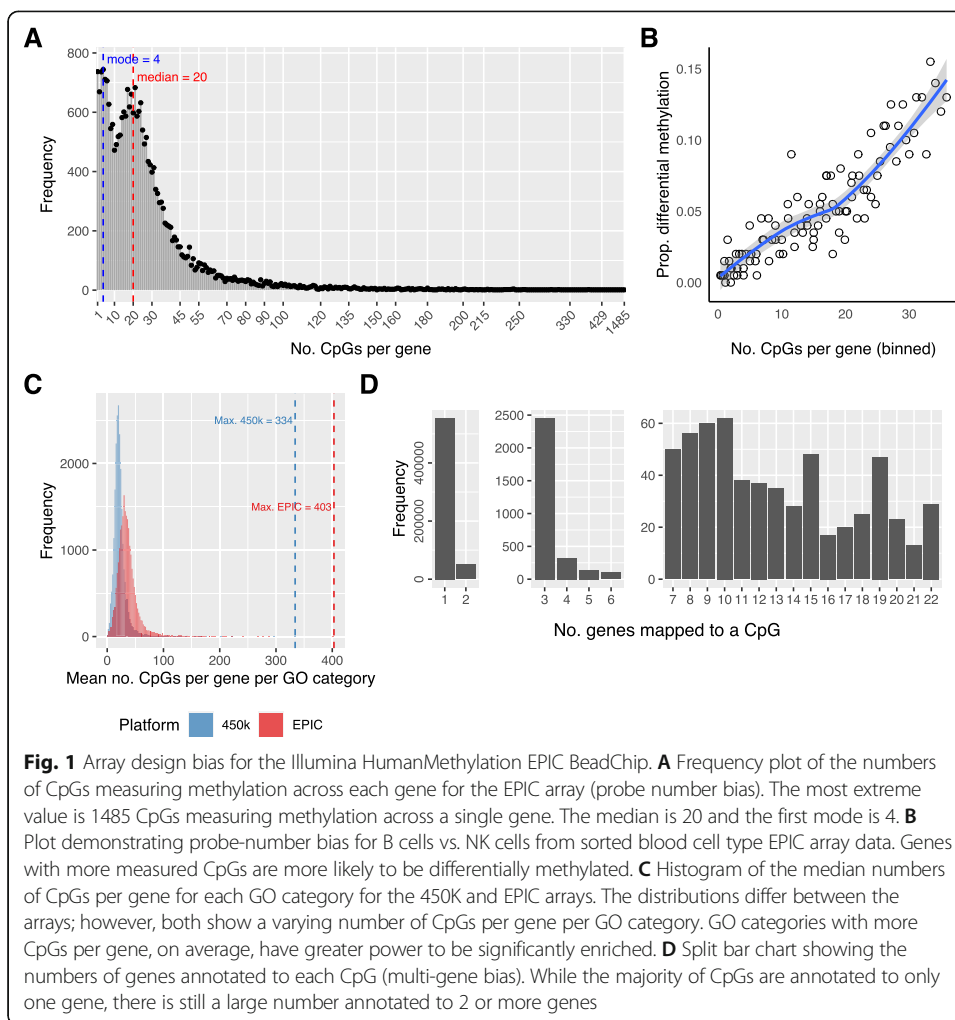 A
800
600
400
200
0
Frequency
mode = 4
median = 20
1 10 20 30 45 55 70 80 90 100 120 135 150 160 180 200 215 250 330 429 1485
No. CpGs per gene
B
0.15
0.10
0.05
0.00
Prop. differential methylation
0 10 20 30
No. CpGs per gene (binned)
C
2000
1000
0
Frequency
Max. 450k = 334
Max. EPIC = 403
0 100 200 300 400
Mean no. CpGs per gene per GO category
Platform 450k EPIC
D
Frequency
400000
200000
0
1 2
2500
2000
1500
1000
500
0
3 4 5 6
60
40
20
0
7 8 9 10 11 12 13 14 15 16 17 18 19 20 21 22
No. genes mapped to a CpG
Fig. 1 Array design bias for the Illumina HumanMethylation EPIC BeadChip. A Frequency plot of the numbers
of CpGs measuring methylation across each gene for the EPIC array (probe number bias). The most extreme
value is 1485 CpGs measuring methylation across a single gene. The median is 20 and the first mode is 4. B
Plot demonstrating probe-number bias for B cells vs. NK cells from sorted blood cell type EPIC array data. Genes
with more measured CpGs are more likely to be differentially methylated. C Histogram of the median numbers
of CpGs per gene for each GO category for the 450K and EPIC arrays. The distributions differ between the
arrays; however, both show a varying number of CpGs per gene per GO category. GO categories with more
CpGs per gene, on average, have greater power to be significantly enriched. D Split bar chart showing the
numbers of genes annotated to each CpG (multi-gene bias). While the majority of CpGs are annotated to only
one gene, there is still a large number annotated to 2 or more genes